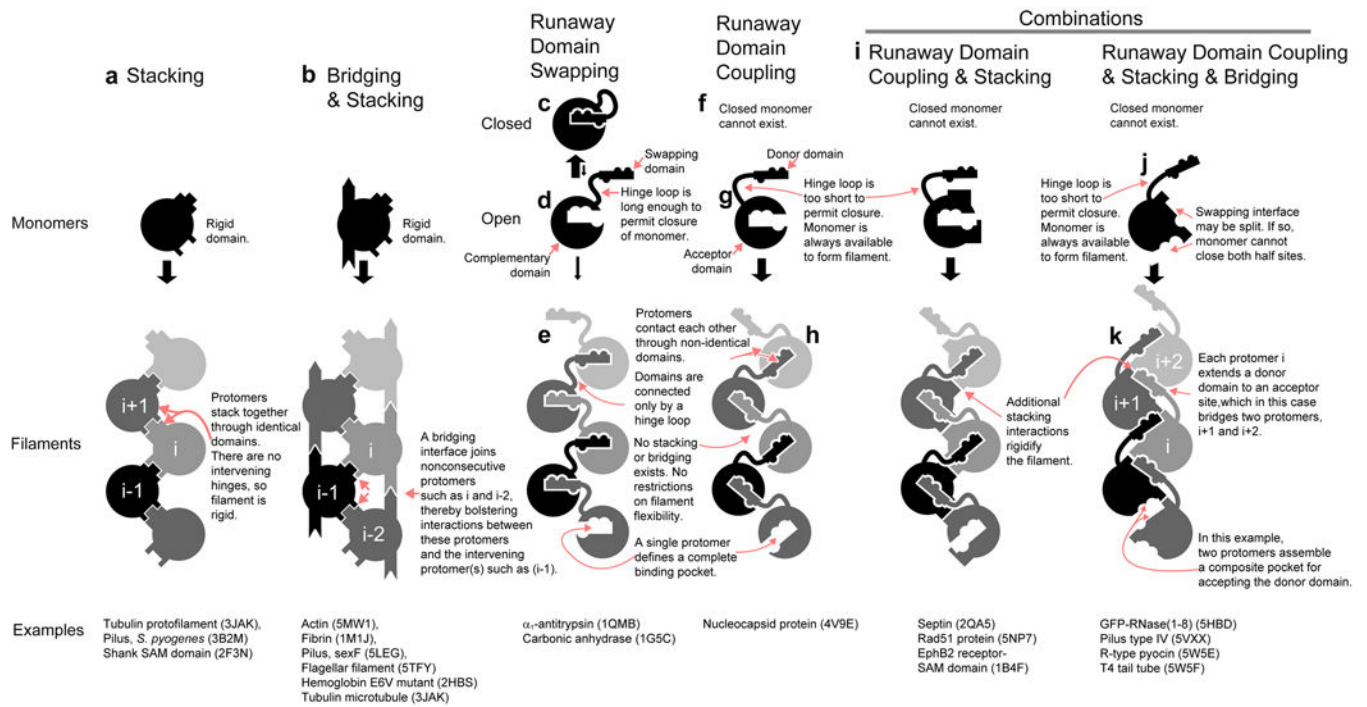 Combinations
a Stacking
b Bridging
& Stacking
Runaway
Domain
Swapping
Runaway
Domain
Coupling
i Runaway Domain
Coupling & Stacking
Runaway Domain Coupling
& Stacking & Bridging
Monomers
Rigid
domain.
Rigid
domain.
c
Closed
d
Open
Swapping
domain
Hinge loop is
long enough to
permit closure
of monomer.
Complementary
domain
f
Closed monomer
cannot exist.
g
Donor domain
Hinge loop is
too short to
permit closure.
Monomer is
always available
to form filament.
Acceptor
domain
Closed monomer
cannot exist.
Closed monomer
cannot exist.
j
Hinge loop is
too short to
permit closure.
Monomer is
always available
to form filament.
Swapping interface
may be split. If so,
monomer cannot
close both half sites.
Filaments
i+1
i
i-1
Protomers
stack together
through identical
domains.
There are no
intervening
hinges, so
filament is
rigid.
i
i-1
i-2
A bridging
interface joins
nonconsecutive
protomers
such as i and i-2,
thereby bolstering
interactions between
these protomers
and the intervening
protomer(s) such as (i-1).
e
Protomers
contact each other
through non-identical
domains.
Domains are
connected
only by a
hinge loop
No stacking
or bridging
exists. No
restrictions
on filament
flexibility.
A single protomer
defines a complete
binding pocket.
h
Additional
stacking
interactions
rigidify
the filament.
k
i+2
i+1
i
Each protomer i
extends a donor
domain to an acceptor
site,which in this case
bridges two protomers,
i+1 and i+2.
In this example,
two protomers assemble
a composite pocket for
accepting the donor domain.
Examples
Tubulin protofilament (3JAK),
Pilus, S. pyogenes (3B2M)
Shank SAM domain (2F3N)
Actin (5MW1),
Fibrin (1M1J),
Pilus, sexF (5LEG),
Flagellar filament (5TFY)
Hemoglobin E6V mutant (2HBS)
Tubulin microtubule (3JAK)
α₁-antitrypsin (1QMB)
Carbonic anhydrase (1G5C)
Nucleocapsid protein (4V9E)
Septin (2QA5)
Rad51 protein (5NP7)
EphB2 receptor-
SAM domain (1B4F)
GFP-RNase(1-8) (5HBD)
Pilus type IV (5VXX)
R-type pyocin (5W5E)
T4 tail tube (5W5F)